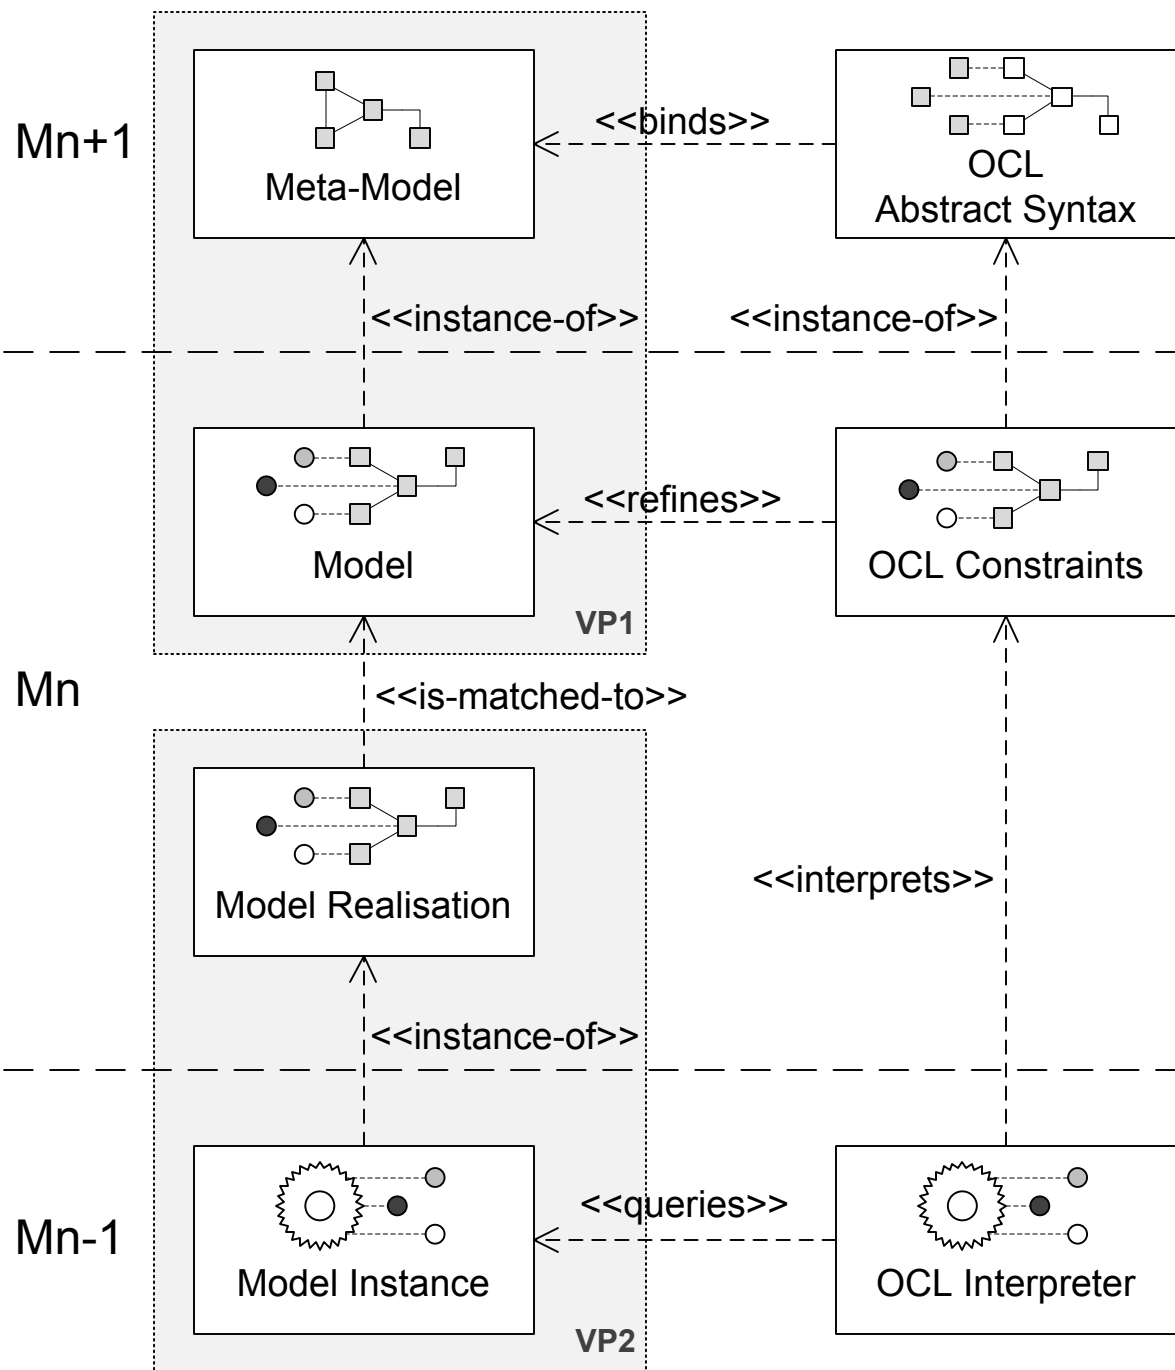 Mn+1
Meta-Model
<<binds>>
OCL
Abstract Syntax
<<instance-of>>
<<instance-of>>
Model
<<refines>>
OCL Constraints
VP1
Mn
<<is-matched-to>>
Model Realisation
<<interprets>>
<<instance-of>>
Mn-1
Model Instance
<<queries>>
OCL Interpreter
VP2